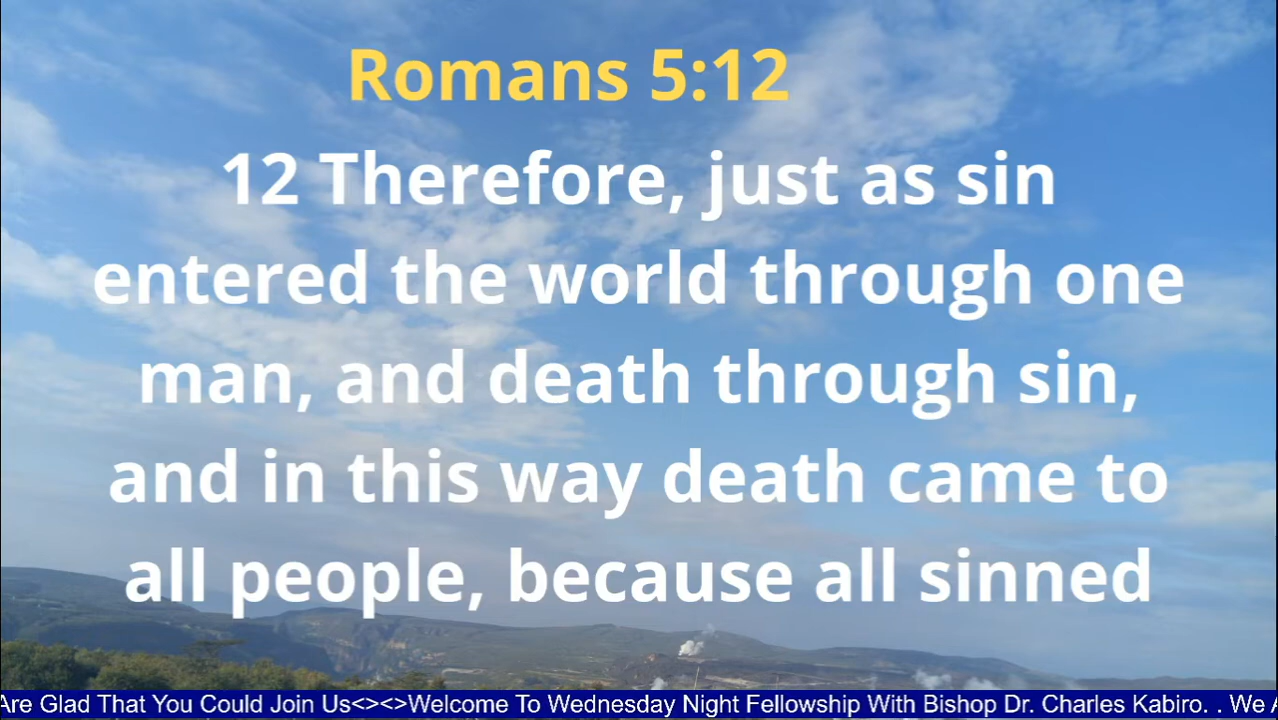 Romans 5:12
12 Therefore, just as sin
entered the world through one
man, and death through sin,
and in this way death came to
all people, because all sinned
Are Glad That You Could Join Us<><>Welcome To Wednesday Night Fellowship With Bishop Dr. Charles Kabiro. . We A